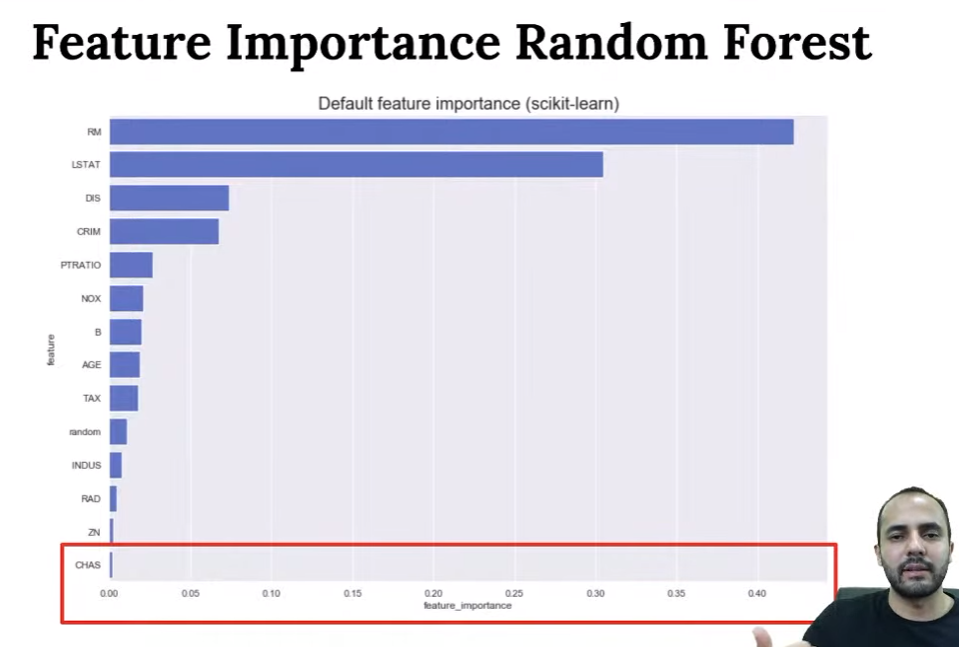 Feature Importance Random Forest
Default feature importance (scikit-learn)
RM
LSTAT
DIS
CRIM
PTRATIO
NOX
B
AGE
TAX
random
INDUS
RAD
ZN
CHAS
feature
0.00 0.05 0.10 0.15 0.20 0.25 0.30 0.35 0.40
feature_importance